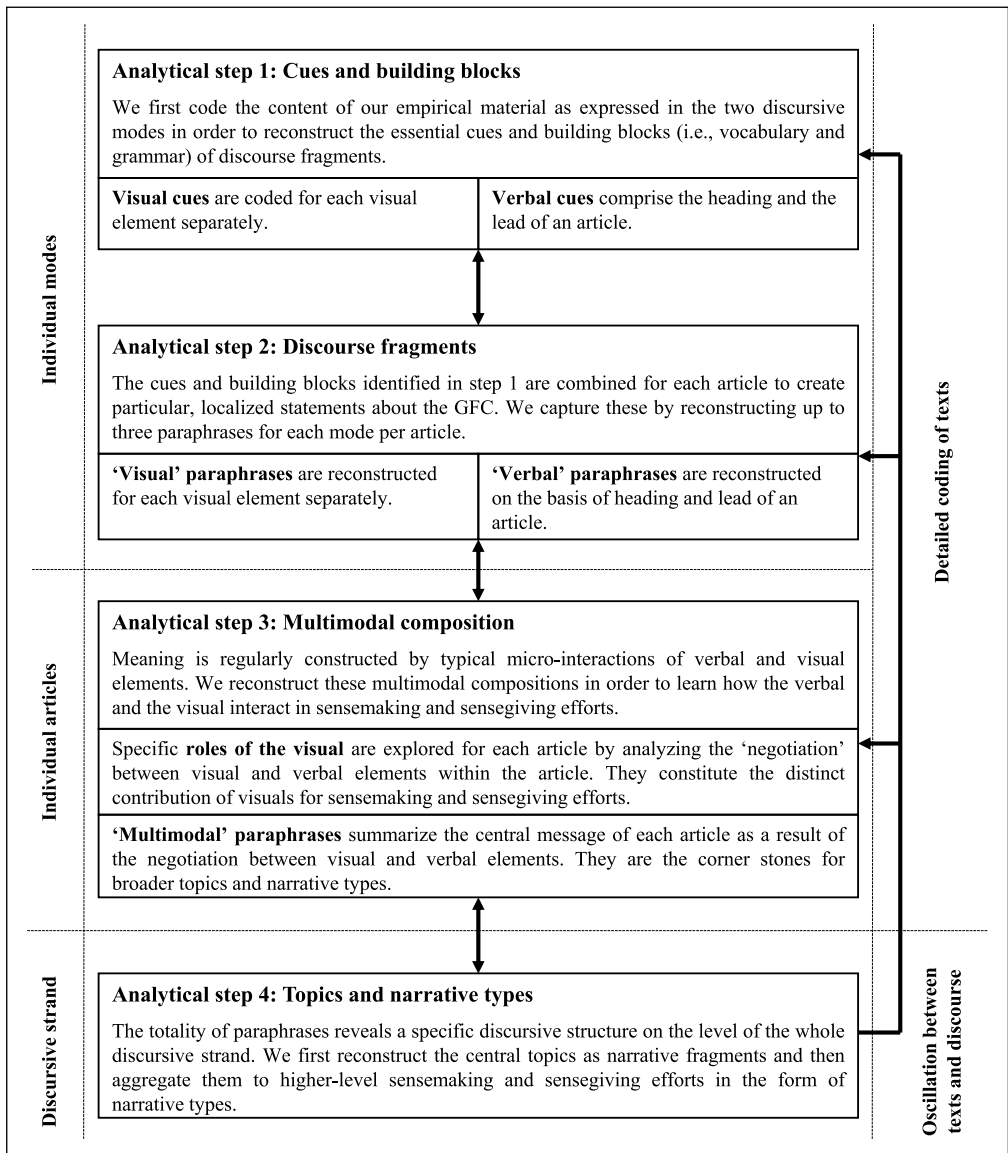 Individual modes
Analytical step 1: Cues and building blocks
We first code the content of our empirical material as expressed in the two discursive
modes in order to reconstruct the essential cues and building blocks (i.e., vocabulary and
grammar) of discourse fragments.
Visual cues are coded for each visual
element separately.
Verbal cues comprise the heading and the
lead of an article.
Analytical step 2: Discourse fragments
The cues and building blocks identified in step 1 are combined for each article to create
particular, localized statements about the GFC. We capture these by reconstructing up to
three paraphrases for each mode per article.
‘Visual’ paraphrases are reconstructed
for each visual element separately.
‘Verbal’ paraphrases are reconstructed
on the basis of heading and lead of an
article.
Individual articles
Analytical step 3: Multimodal composition
Meaning is regularly constructed by typical micro-interactions of verbal and visual
elements. We reconstruct these multimodal compositions in order to learn how the verbal
and the visual interact in sensemaking and sensegiving efforts.
Specific roles of the visual are explored for each article by analyzing the ‘negotiation’
between visual and verbal elements within the article. They constitute the distinct
contribution of visuals for sensemaking and sensegiving efforts.
‘Multimodal’ paraphrases summarize the central message of each article as a result of
the negotiation between visual and verbal elements. They are the corner stones for
broader topics and narrative types.
Detailed coding of texts
Discursive strand
Analytical step 4: Topics and narrative types
The totality of paraphrases reveals a specific discursive structure on the level of the whole
discursive strand. We first reconstruct the central topics as narrative fragments and then
aggregate them to higher-level sensemaking and sensegiving efforts in the form of
narrative types.
Oscillation between
texts and discourse